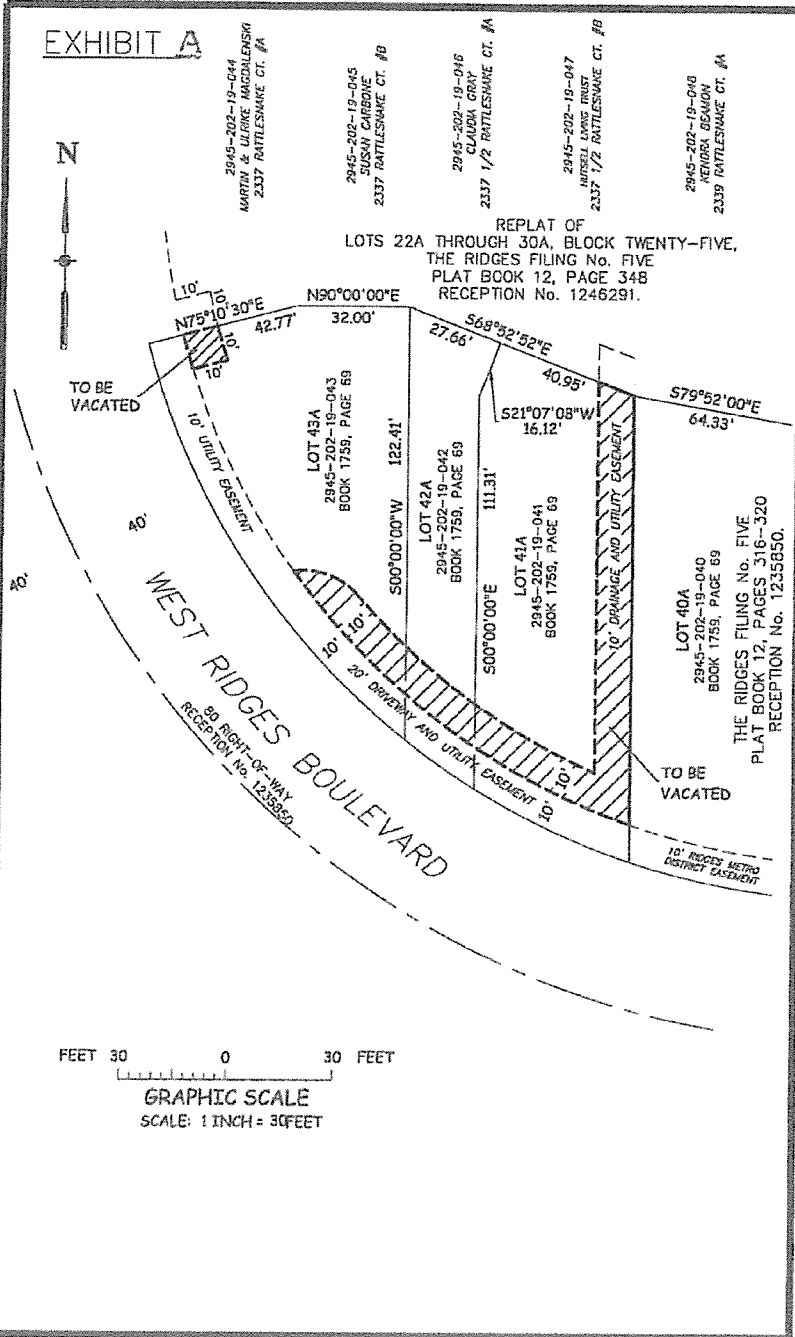 EXHIBIT A
2945-202-19-044
MARTIN & ULRIKE MAGDALENSKI
2337 RATTLESNAKE CT. #A
2945-202-19-045
SUSAN CARBONE
2337 RATTLESNAKE CT. #B
2945-202-19-046
CLAUDIA GRAY
2337 1/2 RATTLESNAKE CT. #A
2945-202-19-047
HUTSELL LIVING TRUST
2337 1/2 RATTLESNAKE CT. #B
2945-202-19-048
KENDRA BEAMON
2339 RATTLESNAKE CT. #A
N
REPLAT OF
LOTS 22A THROUGH 30A, BLOCK TWENTY-FIVE,
THE RIDGES FILING No. FIVE
PLAT BOOK 12, PAGE 348
RECEPTION No. 1246291.
10'
10'
N75°10'30"E
42.77'
N90°00'00"E
32.00'
S68°52'52"E
27.66'
40.95'
S79°52'00"E
64.33'
10'
10'
TO BE
VACATED
S21°07'08"W
16.12'
10' UTILITY EASEMENT
LOT 43A
2945-202-19-043
BOOK 1759, PAGE 69
S00°00'00"W 122.41'
LOT 42A
2945-202-19-042
BOOK 1759, PAGE 69
S00°00'00"E 111.31'
LOT 41A
2945-202-19-041
BOOK 1759, PAGE 69
10' DRAINAGE AND UTILITY EASEMENT
LOT 40A
2945-202-19-040
BOOK 1759, PAGE 69
THE RIDGES FILING No. FIVE
PLAT BOOK 12, PAGES 316-320
RECEPTION No. 1235850.
40'
40'
10'
10'
20' DRIVEWAY AND UTILITY EASEMENT
10'
10'
TO BE
VACATED
10' RIDGES METRO
DISTRICT EASEMENT
WEST RIDGES BOULEVARD
80 RIGHT-OF-WAY
RECEPTION No. 1235850
FEET 30 0 30 FEET
GRAPHIC SCALE
SCALE: 1 INCH = 30FEET